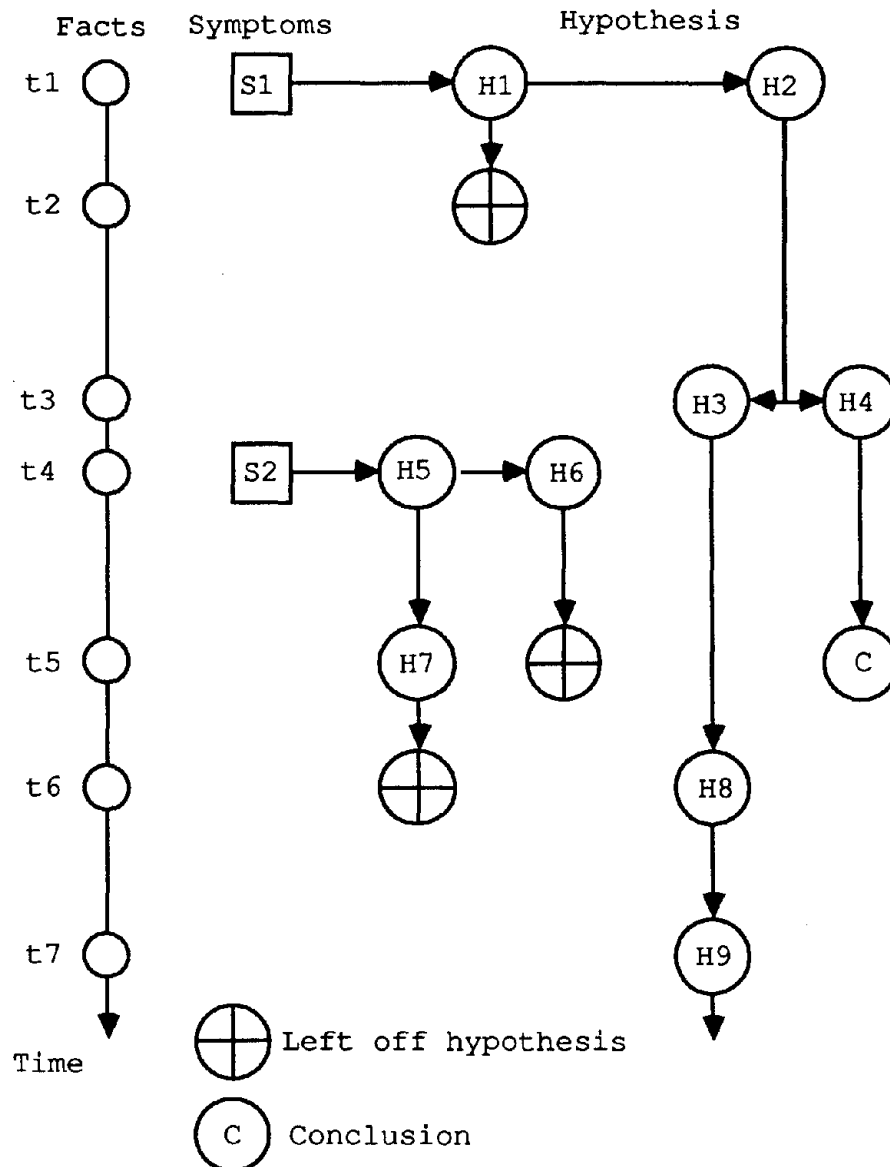 Facts Symptoms Hypothesis
t1 S1 H1 H2
t2
t3 H3 H4
t4 S2 H5 H6
t5 H7 C
t6 H8
t7 H9
Left off hypothesis
Time
C Conclusion